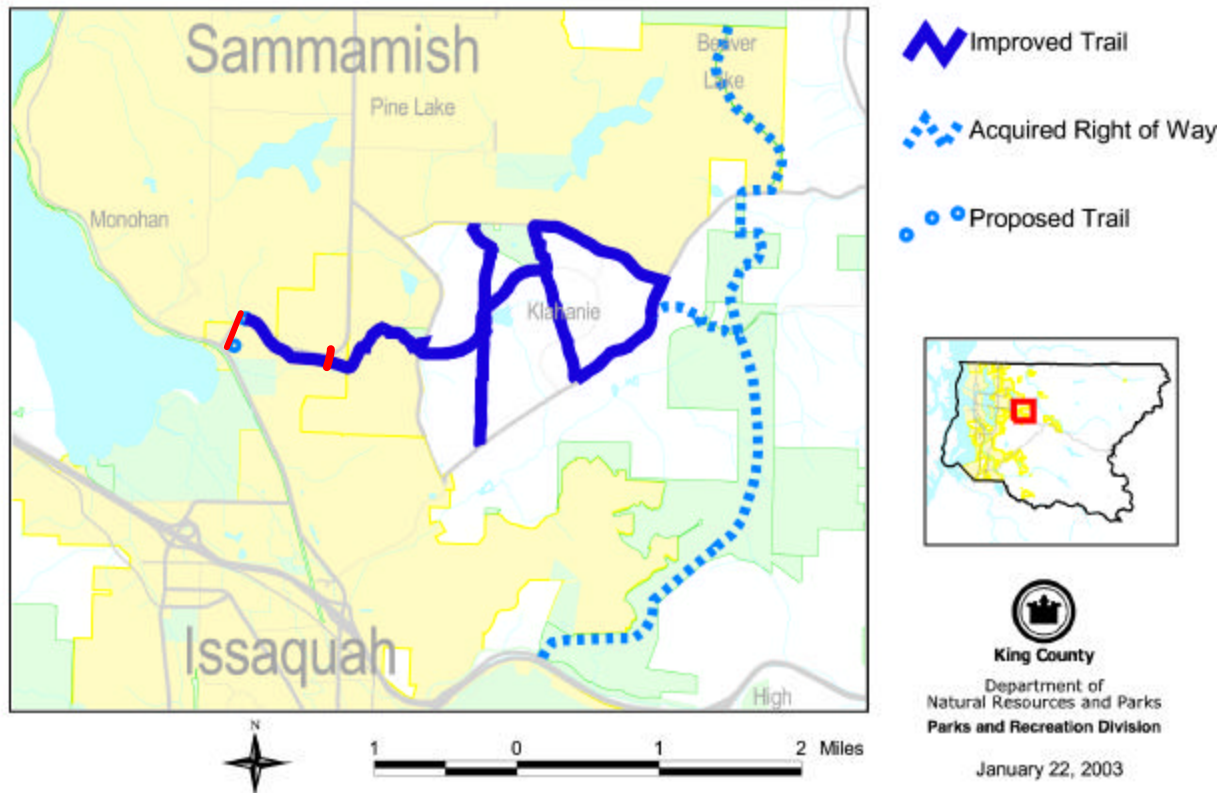 Sammamish
Beaver
Lake
Pine Lake
Monohan
Klahanie
Issaquah
High
Improved Trail
Acquired Right of Way
Proposed Trail
King County
Department of
Natural Resources and Parks
Parks and Recreation Division
January 22, 2003
N
1 0 1 2 Miles